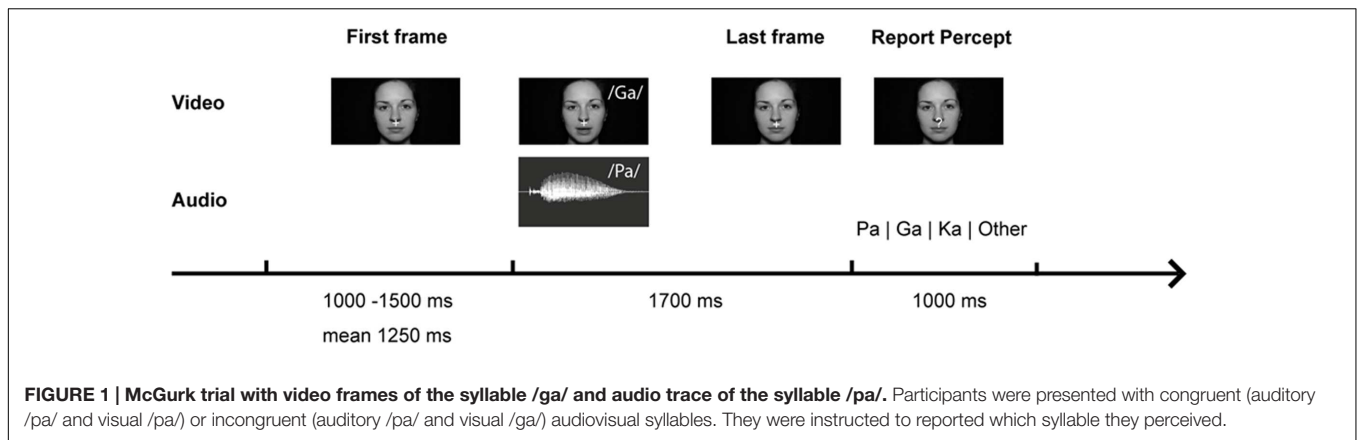 First frame Last frame Report Percept
Video
/Ga/
/Pa/
Audio
Pa | Ga | Ka | Other
1000 -1500 ms 1700 ms 1000 ms
mean 1250 ms
FIGURE 1 | McGurk trial with video frames of the syllable /ga/ and audio trace of the syllable /pa/. Participants were presented with congruent (auditory
/pa/ and visual /pa/) or incongruent (auditory /pa/ and visual /ga/) audiovisual syllables. They were instructed to reported which syllable they perceived.